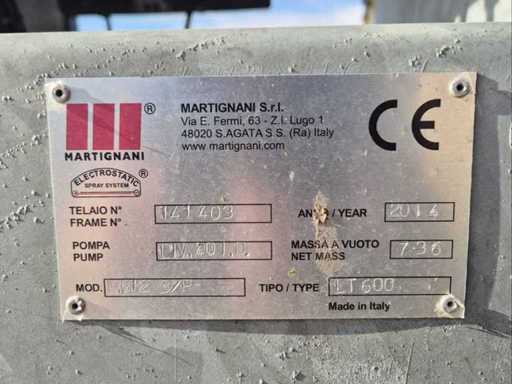 MARTIGNANI S.r.l.
Via E. Fermi, 63 - Z.I. Lugo 1
48020 S.AGATA S S. (Ra) Italy
www.martignani.com
CE
®
MARTIGNANI
ELECTROSTATIC ®
SPRAY SYSTEM
TELAIO N° 141409
FRAME N°
ANNO / YEAR 2014
POMPA
PUMP
MASSA A VUOTO 736
NET MASS
MOD.
TIPO / TYPE LT600
Made in Italy